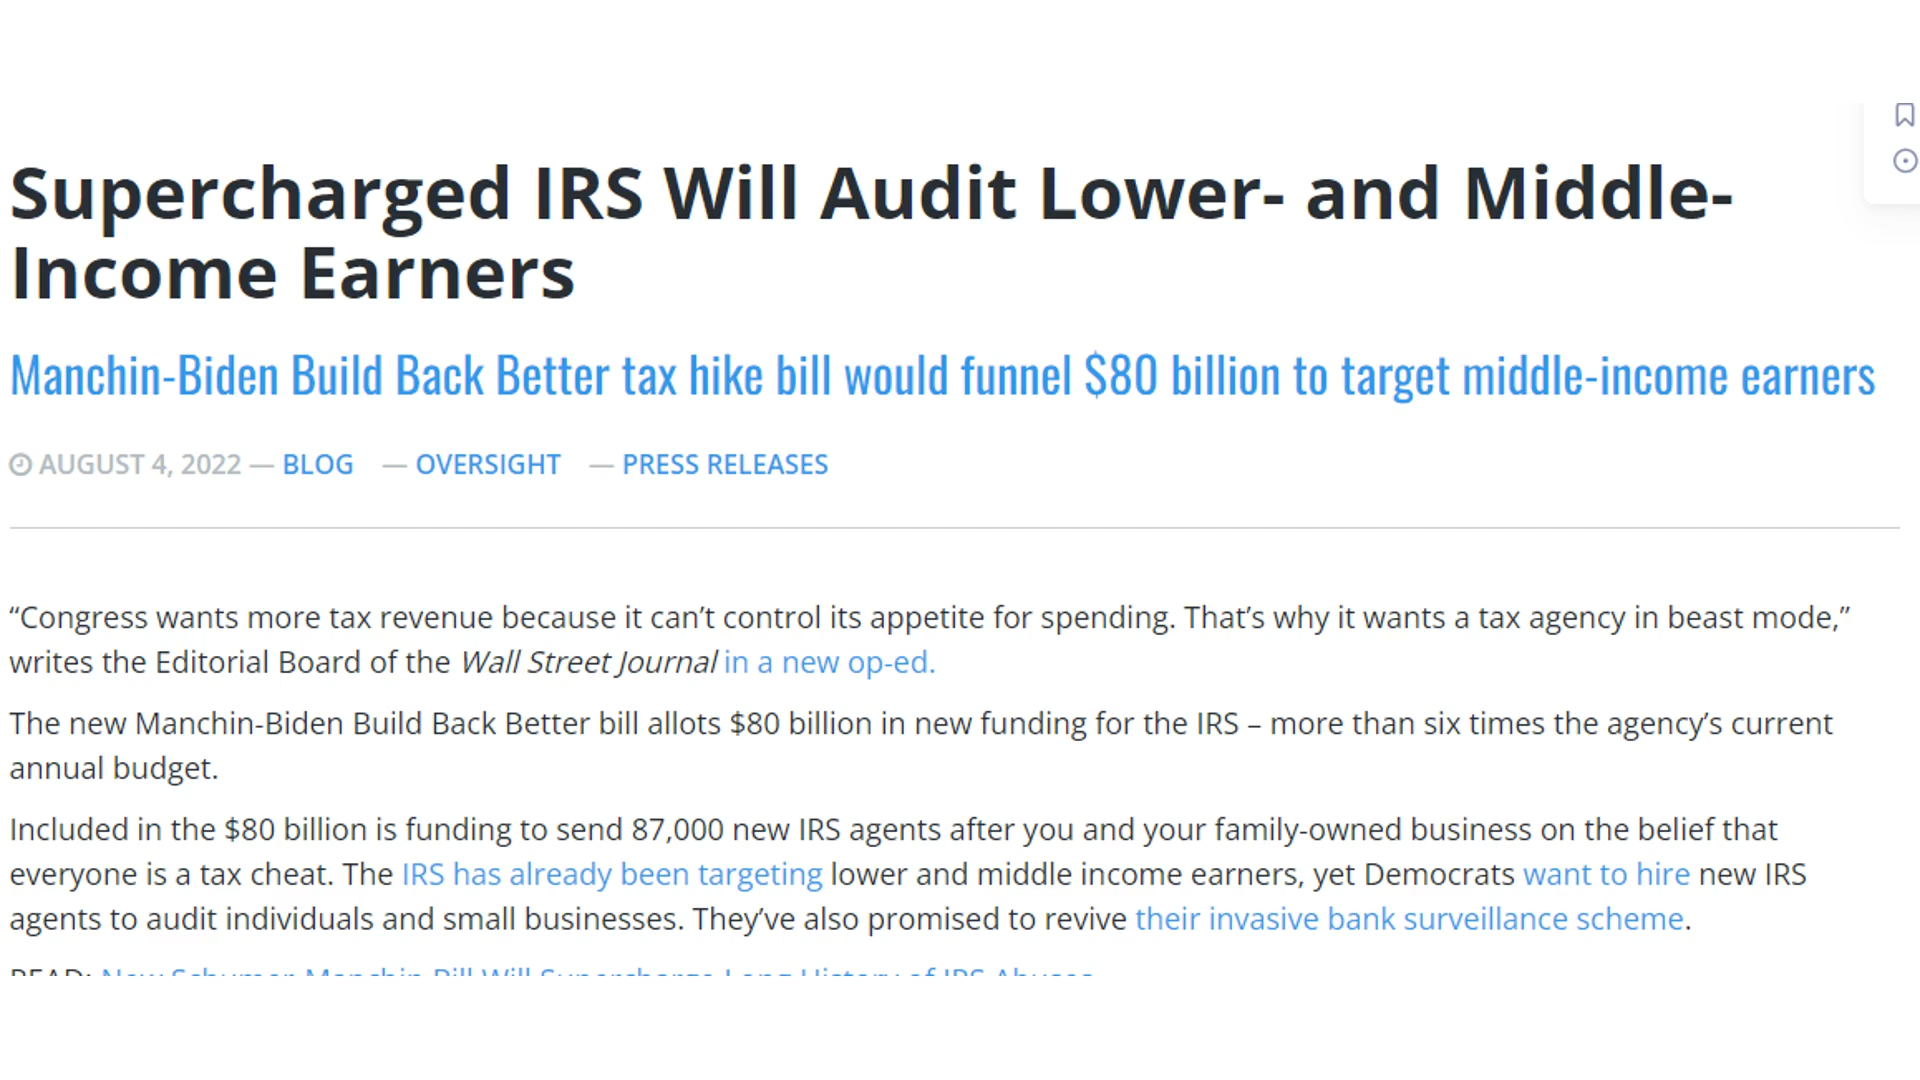 Supercharged IRS Will Audit Lower- and Middle-
Income Earners
Manchin-Biden Build Back Better tax hike bill would funnel $80 billion to target middle-income earners
AUGUST 4, 2022 — BLOG — OVERSIGHT — PRESS RELEASES
“Congress wants more tax revenue because it can’t control its appetite for spending. That’s why it wants a tax agency in beast mode,”
writes the Editorial Board of the Wall Street Journal in a new op-ed.
The new Manchin-Biden Build Back Better bill allots $80 billion in new funding for the IRS – more than six times the agency’s current
annual budget.
Included in the $80 billion is funding to send 87,000 new IRS agents after you and your family-owned business on the belief that
everyone is a tax cheat. The IRS has already been targeting lower and middle income earners, yet Democrats want to hire new IRS
agents to audit individuals and small businesses. They’ve also promised to revive their invasive bank surveillance scheme.
READ: New Schumer-Manchin Bill Will Supercharge Long History of IRS Abuses